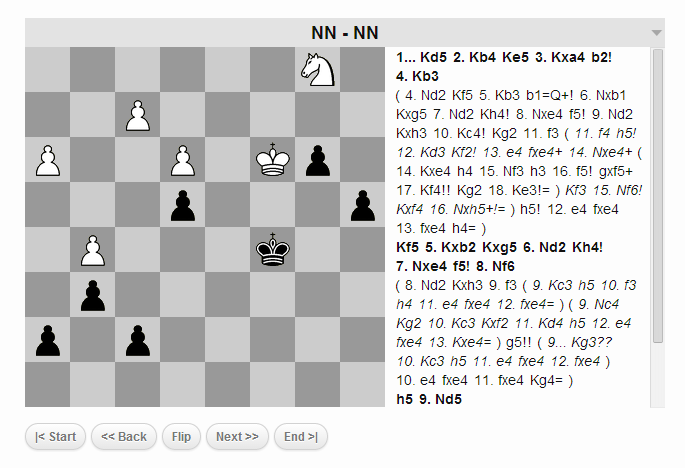 NN - NN
1... Kd5 2. Kb4 Ke5 3. Kxa4 b2!
4. Kb3
( 4. Nd2 Kf5 5. Kb3 b1=Q+! 6. Nxb1
Kxg5 7. Nd2 Kh4! 8. Nxe4 f5! 9. Nd2
Kxh3 10. Kc4! Kg2 11. f3 ( 11. f4 h5!
12. Kd3 Kf2! 13. e4 fxe4+ 14. Nxe4+ (
14. Kxe4 h4 15. Nf3 h3 16. f5! gxf5+
17. Kf4!! Kg2 18. Ke3!= ) Kf3 15. Nf6!
Kxf4 16. Nxh5+!= ) h5! 12. e4 fxe4
13. fxe4 h4= )
Kf5 5. Kxb2 Kxg5 6. Nd2 Kh4!
7. Nxe4 f5! 8. Nf6
( 8. Nd2 Kxh3 9. f3 ( 9. Kc3 h5 10. f3
h4 11. e4 fxe4 12. fxe4= ) ( 9. Nc4
Kg2 10. Kc3 Kxf2 11. Kd4 h5 12. e4
fxe4 13. Kxe4= ) g5!! ( 9... Kg3??
10. Kc3 h5 11. e4 fxe4 12. fxe4 )
10. e4 fxe4 11. fxe4 Kg4= )
h5 9. Nd5
|< Start << Back Flip Next >> End >|